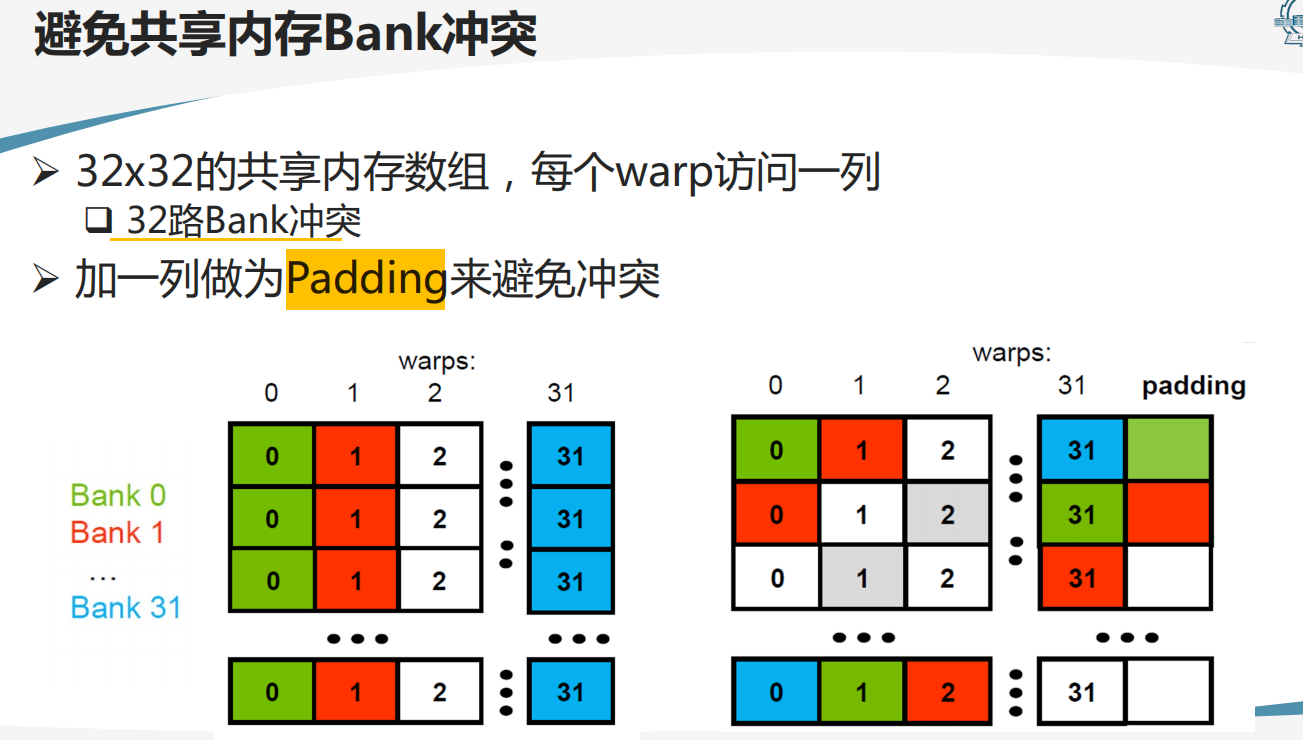 避免共享内存Bank冲突
32x32的共享内存数组，每个warp访问一列
32路Bank冲突
加一列做为Padding来避免冲突
warps:
0 1 2 31
Bank 0
Bank 1
...
Bank 31
0 1 2 31
0 1 2 31
0 1 2 31
0 1 2 31
warps:
0 1 2 31 padding
0 1 2 31
0 1 2 31
0 1 2 31
0 1 2 31